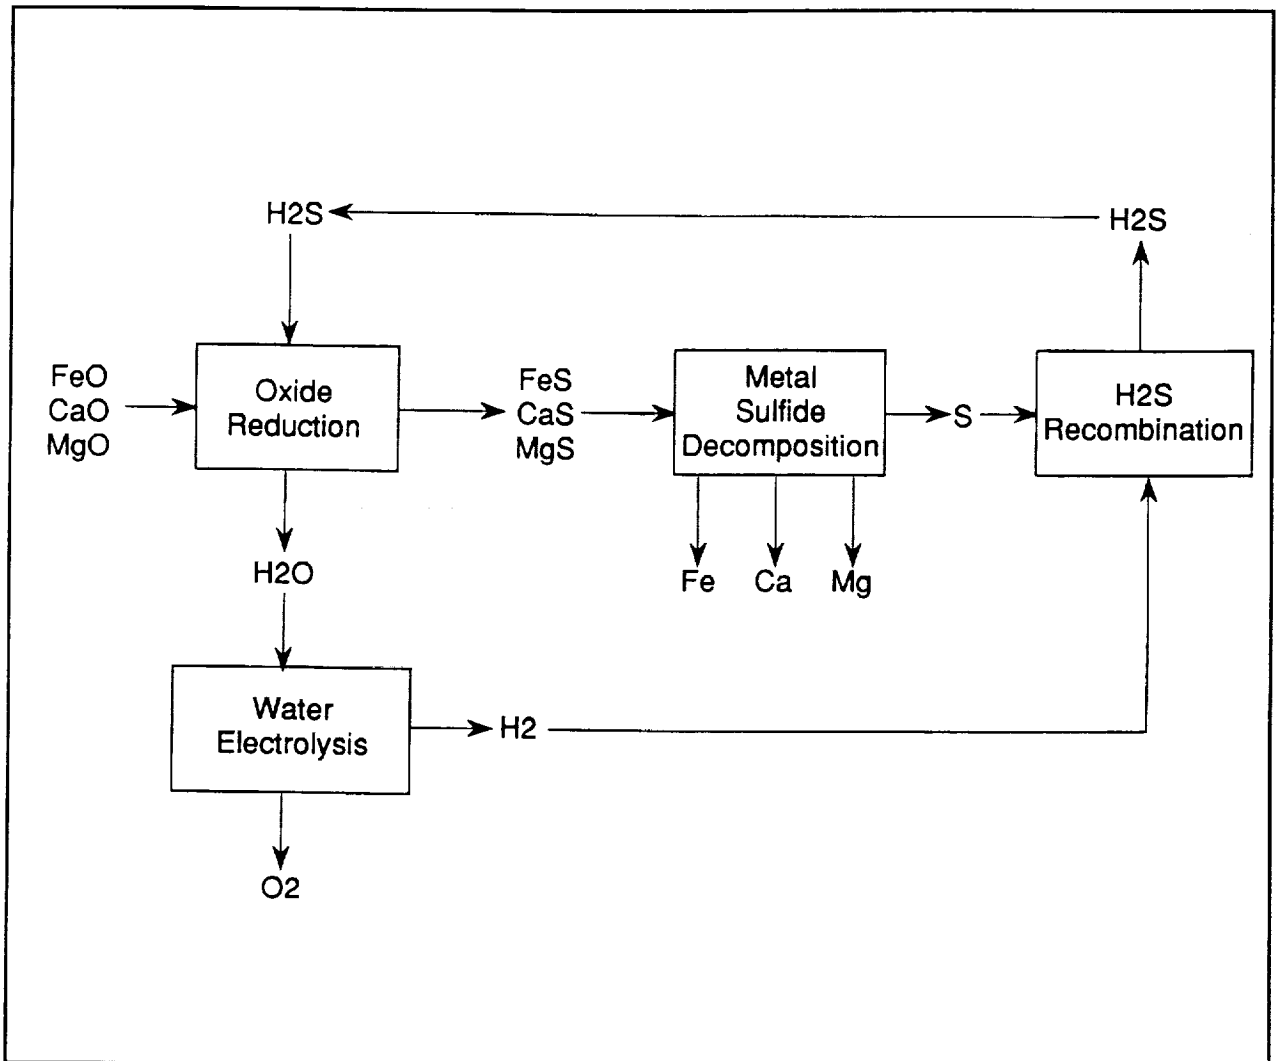 H2S
H2S
FeO
CaO
MgO
Oxide
Reduction
FeS
CaS
MgS
Metal
Sulfide
Decomposition
S
H2S
Recombination
Fe
Ca
Mg
H2O
Water
Electrolysis
H2
O2